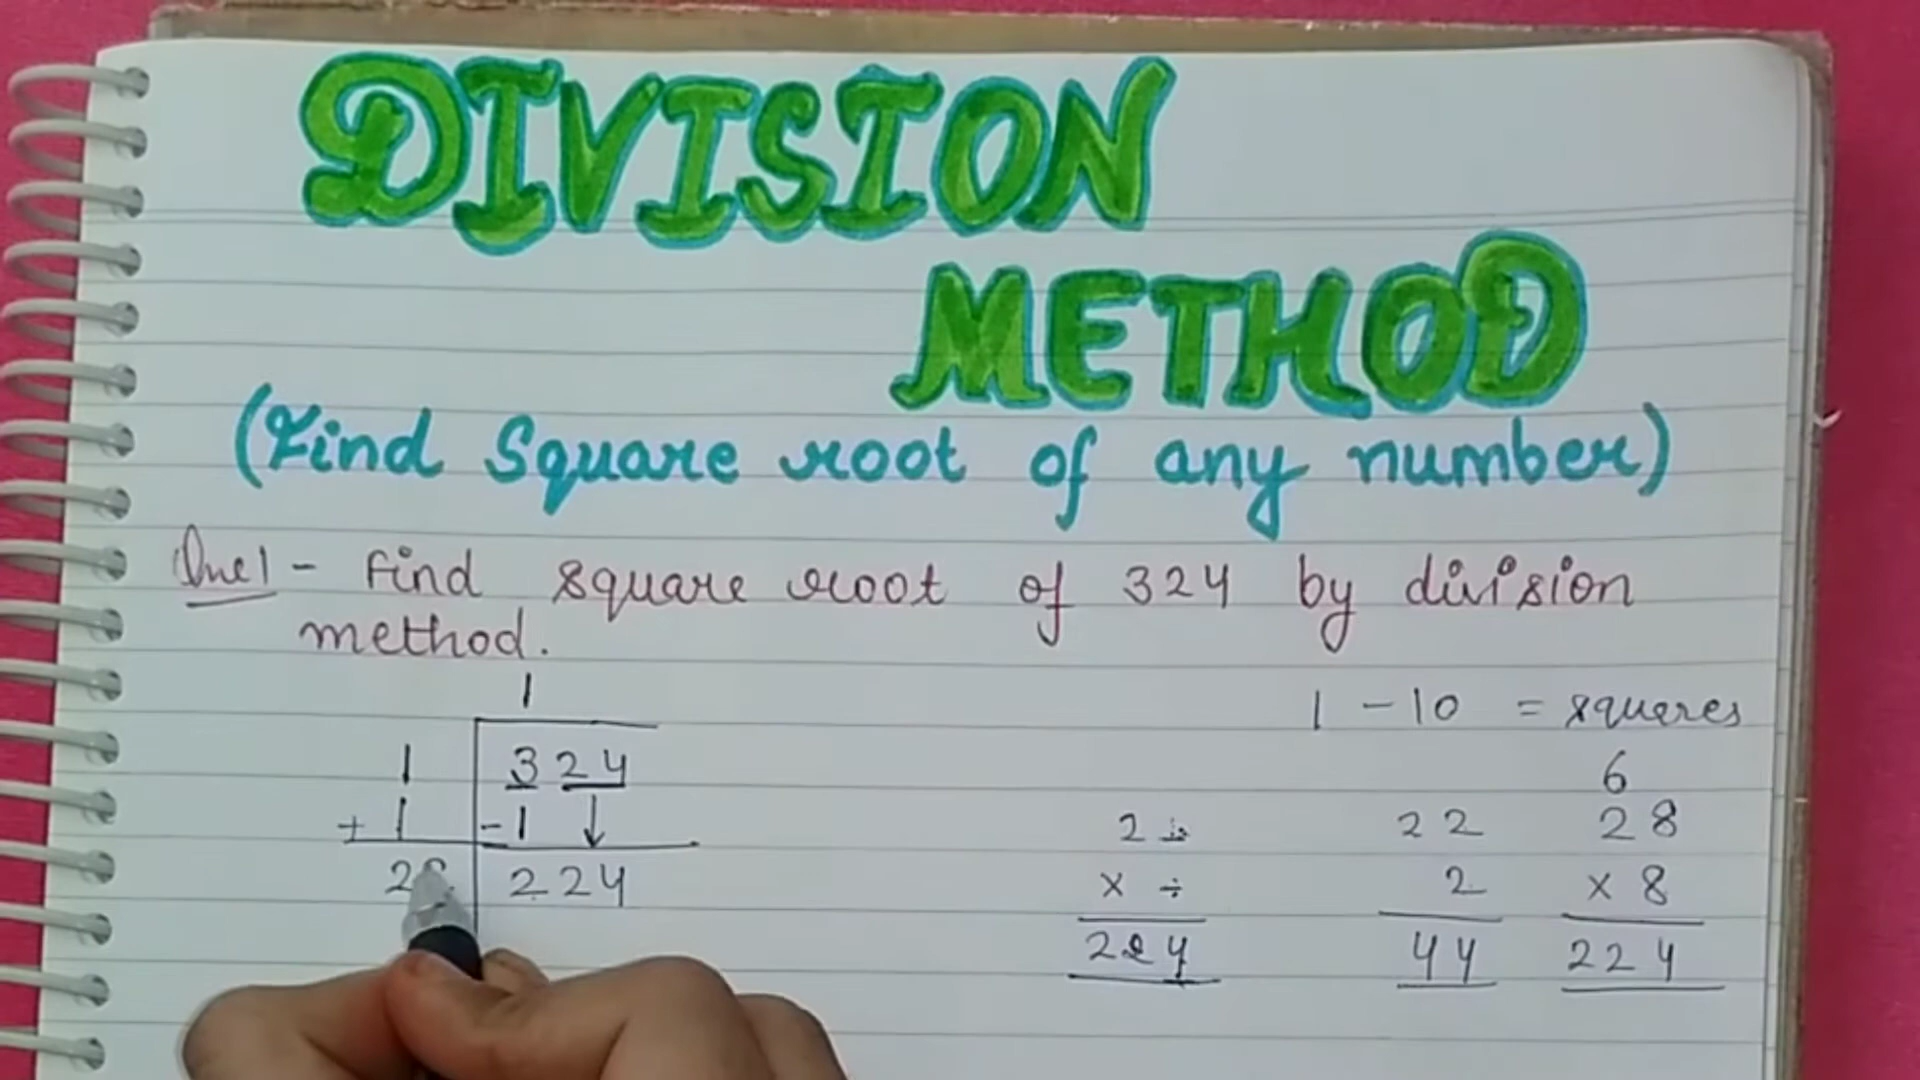 DIVISION
METHOD
(Find Square root of any number)
Que1 - Find square root of 324 by division
method.
1
1 324
+ 1 -1 ↓
28 224
1 - 10 = squares
2 ÷
x ÷
224
22
2
44
6
28
x 8
224